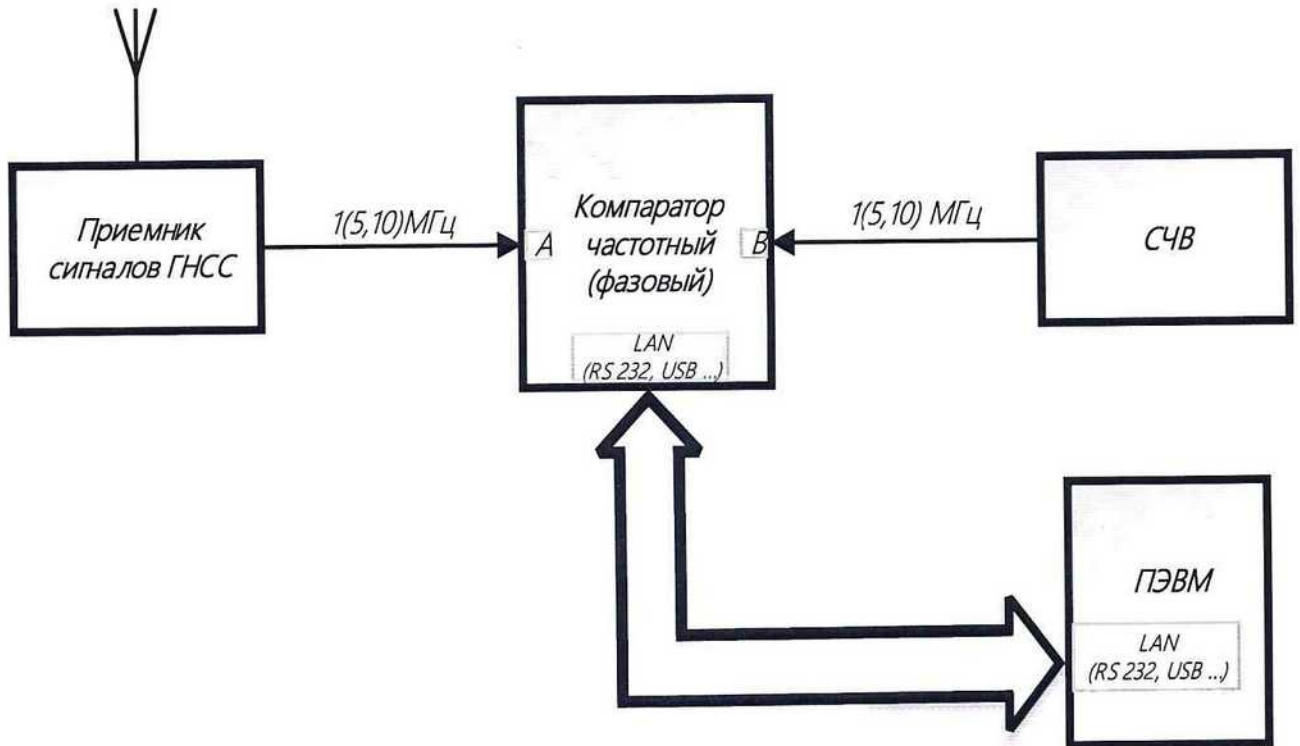 Приемник
сигналов ГНСС
1(5,10)МГц
A
Компаратор
частотный
(фазовый)
B
LAN
(RS 232, USB ...)
1(5,10) МГц
СЧВ
ПЭВМ
LAN
(RS 232, USB ...)